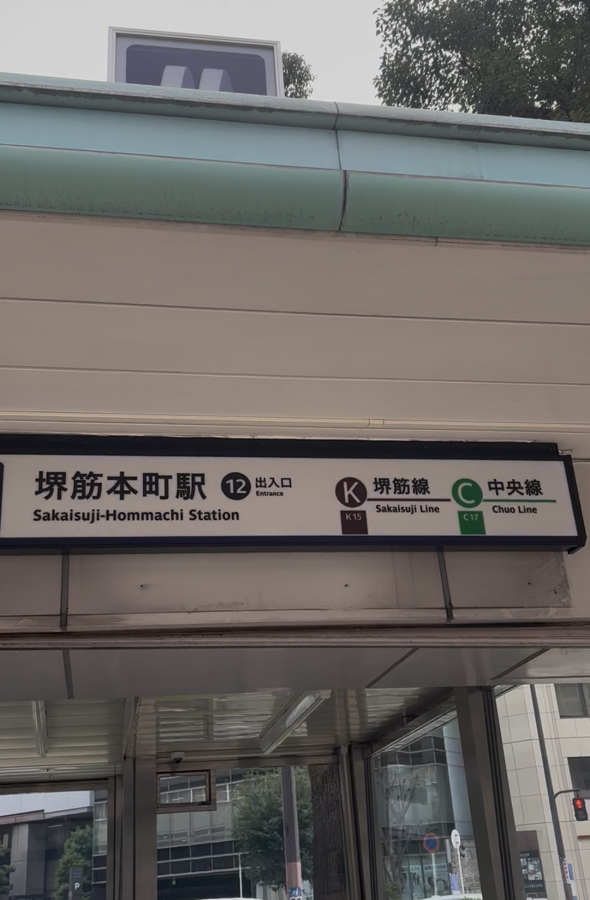 堺筋本町駅
Sakaisuji-Hommachi Station
12 出入口
Entrance
K 堺筋線
Sakaisuji Line
K15
C 中央線
Chuo Line
C17
P